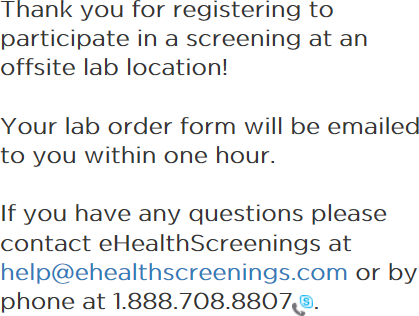 Thank you for registering to
participate in a screening at an
offsite lab location!
Your lab order form will be emailed
to you within one hour.
If you have any questions please
contact eHealthScreenings at
help@ehealthscreenings.com or by
phone at 1.888.708.8807.